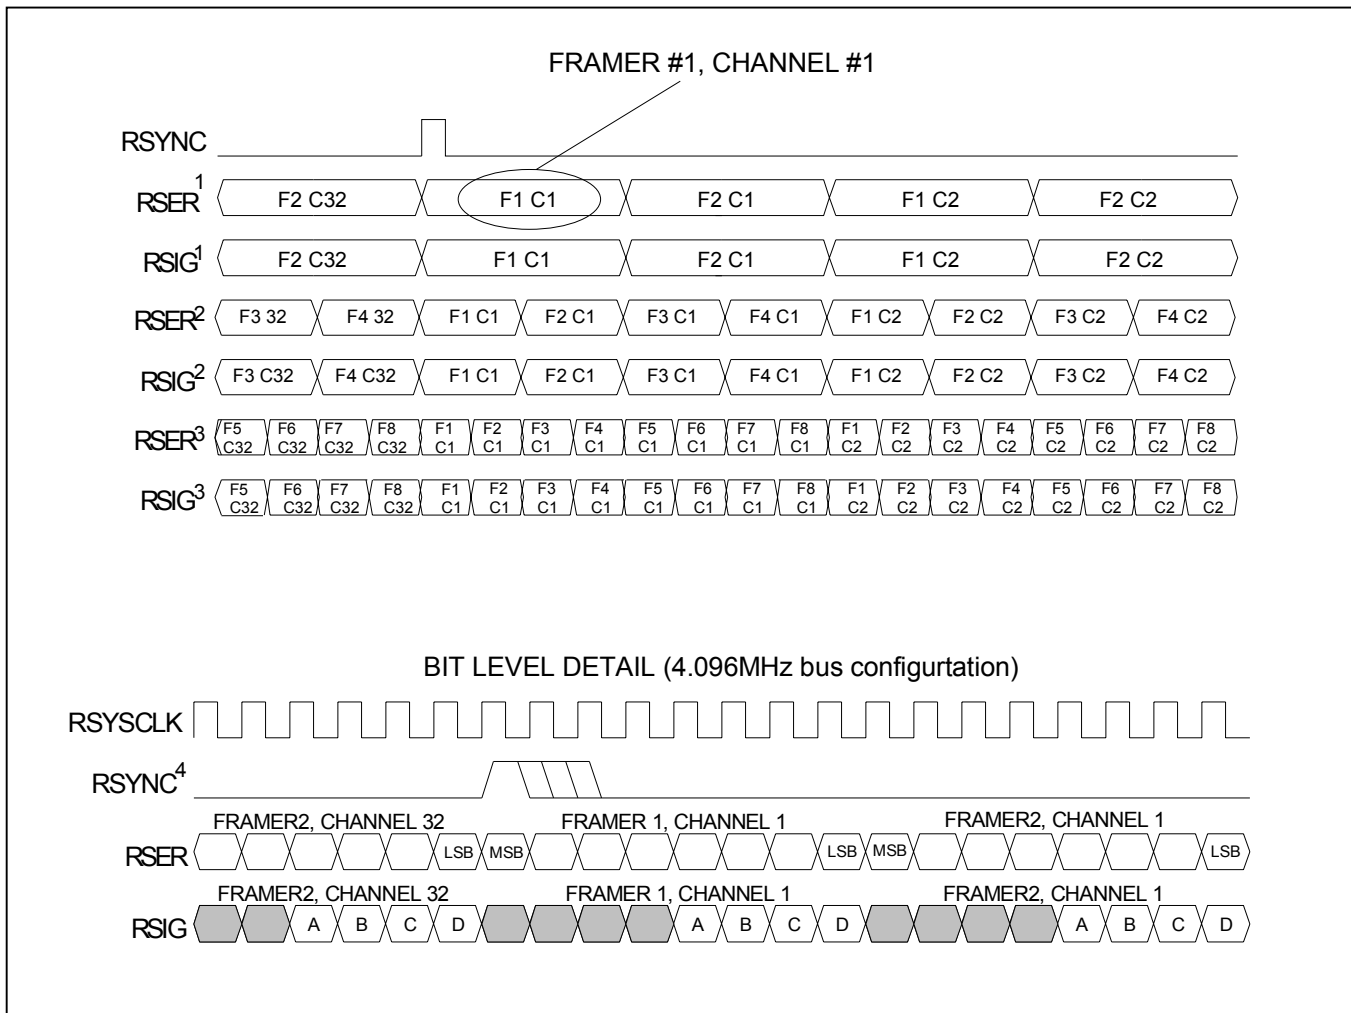 FRAMER #1, CHANNEL #1
RSYNC
RSER1 F2 C32 F1 C1 F2 C1 F1 C2 F2 C2
RSIG1 F2 C32 F1 C1 F2 C1 F1 C2 F2 C2
RSER2 F3 32 F4 32 F1 C1 F2 C1 F3 C1 F4 C1 F1 C2 F2 C2 F3 C2 F4 C2
RSIG2 F3 C32 F4 C32 F1 C1 F2 C1 F3 C1 F4 C1 F1 C2 F2 C2 F3 C2 F4 C2
RSER3 F5 C32 F6 C32 F7 C32 F8 C32 F1 C1 F2 C1 F3 C1 F4 C1 F5 C1 F6 C1 F7 C1 F8 C1 F1 C2 F2 C2 F3 C2 F4 C2 F5 C2 F6 C2 F7 C2 F8 C2
RSIG3 F5 C32 F6 C32 F7 C32 F8 C32 F1 C1 F2 C1 F3 C1 F4 C1 F5 C1 F6 C1 F7 C1 F8 C1 F1 C2 F2 C2 F3 C2 F4 C2 F5 C2 F6 C2 F7 C2 F8 C2
BIT LEVEL DETAIL (4.096MHz bus configurtation)
RSYSCLK
RSYNC4
FRAMER2, CHANNEL 32 FRAMER 1, CHANNEL 1 FRAMER2, CHANNEL 1
RSER LSB MSB LSB MSB LSB
FRAMER2, CHANNEL 32 FRAMER 1, CHANNEL 1 FRAMER2, CHANNEL 1
RSIG A B C D A B C D A B C D